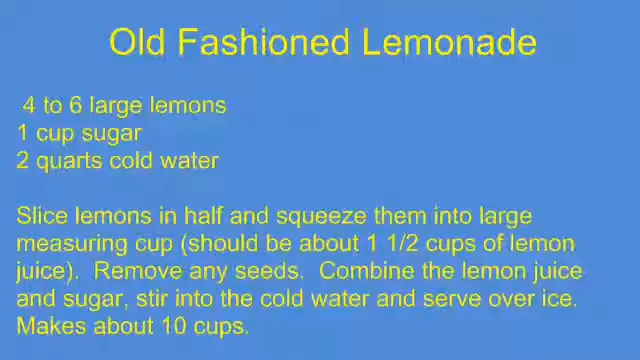 Old Fashioned Lemonade
4 to 6 large lemons
1 cup sugar
2 quarts cold water
Slice lemons in half and squeeze them into large
measuring cup (should be about 1 1/2 cups of lemon
juice).  Remove any seeds.  Combine the lemon juice
and sugar, stir into the cold water and serve over ice.
Makes about 10 cups.